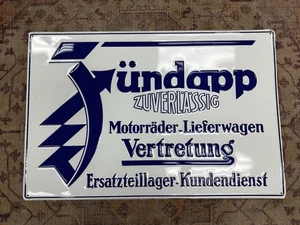 Zündapp
ZUVERLÄSSIG
Motorräder-Lieferwagen
Vertretung
Ersatzteillager-Kundendienst